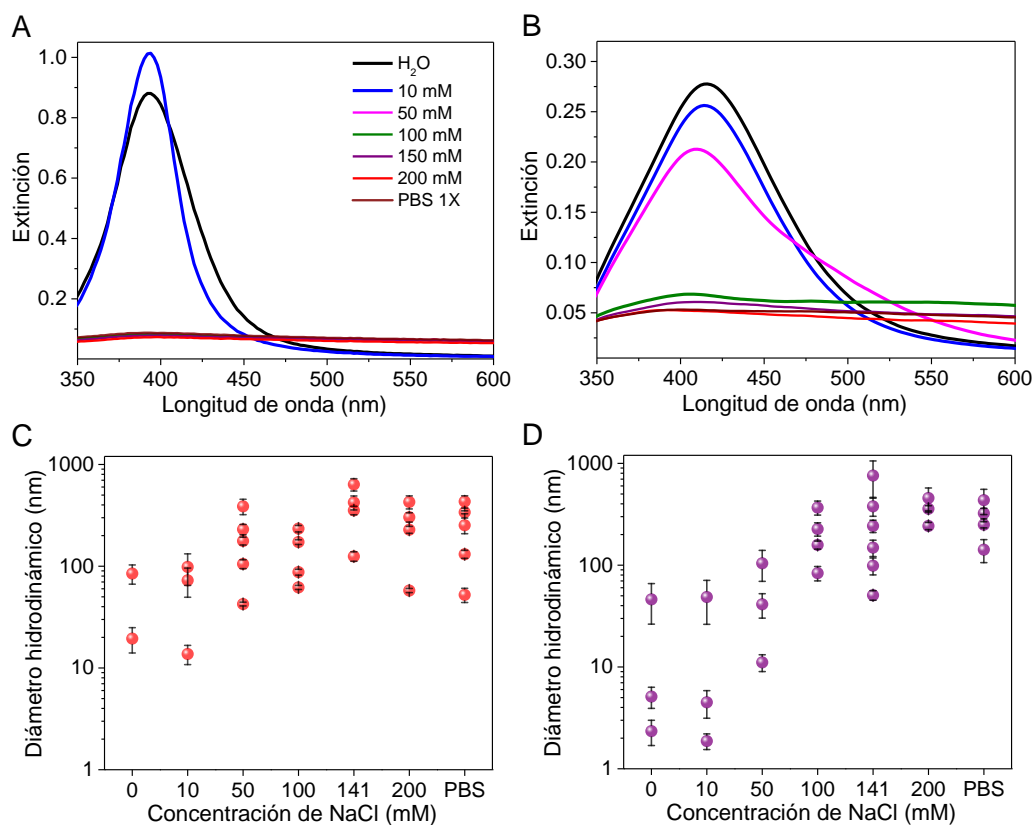 A
1.0
0.8
0.6
0.4
0.2
Extinción
350
400
450
500
550
600
Longitud de onda (nm)
H₂O
10 mM
50 mM
100 mM
150 mM
200 mM
PBS 1X
B
0.30
0.25
0.20
0.15
0.10
0.05
Extinción
350
400
450
500
550
600
Longitud de onda (nm)
C
1000
100
10
1
Diámetro hidrodinámico (nm)
0
10
50
100
141
200
PBS
Concentración de NaCl (mM)
D
1000
100
10
1
Diámetro hidrodinámico (nm)
0
10
50
100
141
200
PBS
Concentración de NaCl (mM)